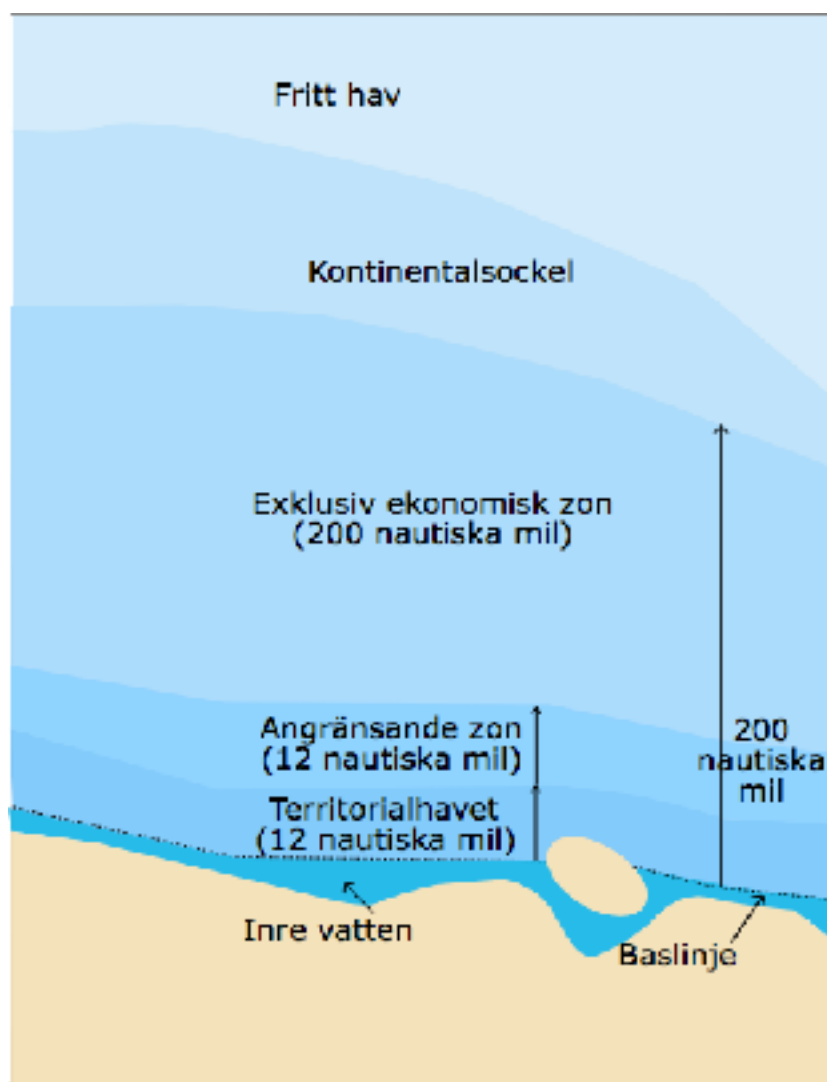 Fritt hav
Kontinentalsockel
Exklusiv ekonomisk zon
(200 nautiska mil)
Angränsande zon
(12 nautiska mil)
200
nautiska
mil
Territorialhavet
(12 nautiska mil)
Inre vatten
Baslinje